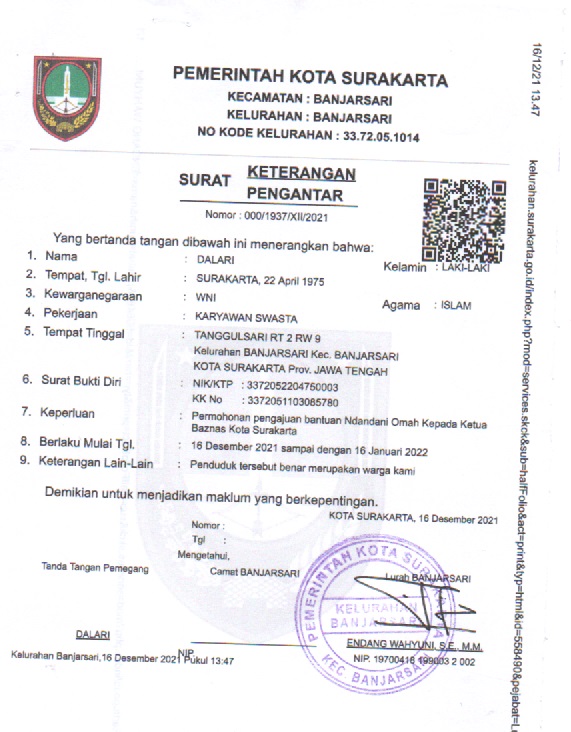 PEMERINTAH KOTA SURAKARTA
KECAMATAN : BANJARSARI
KELURAHAN : BANJARSARI
NO KODE KELURAHAN : 33.72.05.1014
SURAT KETERANGAN
PENGANTAR
Nomor : 000/1937/XII/2021
Yang bertanda tangan dibawah ini menerangkan bahwa:
1. Nama : DALARI Kelamin : LAKI-LAKI
2. Tempat, Tgl. Lahir : SURAKARTA, 22 April 1975
3. Kewarganegaraan : WNI Agama : ISLAM
4. Pekerjaan : KARYAWAN SWASTA
5. Tempat Tinggal : TANGGULSARI RT 2 RW 9
Kelurahan BANJARSARI Kec. BANJARSARI
KOTA SURAKARTA Prov. JAWA TENGAH
6. Surat Bukti Diri : NIK/KTP : 3372052204760003
KK No : 3372051103085780
7. Keperluan : Permohonan pengajuan bantuan Ndandani Omah Kepada Ketua
Baznas Kota Surakarta
8. Berlaku Mulai Tgl. : 16 Desember 2021 sampai dengan 16 Januari 2022
9. Keterangan Lain-Lain : Penduduk tersebut benar merupakan warga kami
Demikian untuk menjadikan maklum yang berkepentingan.
KOTA SURAKARTA, 16 Desember 2021
Nomor :
Tgl :
Mengetahui,
Tanda Tangan Pemegang Camat BANJARSARI Lurah BANJARSARI
PEMERINTAH KOTA SURAKARTA
KELURAHAN
BANJARSARI
KEC. BANJARSARI
DALARI
ENDANG WAHYUNI, S.E., M.M.
NIP.
NIP. 19700416 199003 2 002
Kelurahan Banjarsari,16 Desember 2021 Pukul 13:47
16/12/21 13.47
kelurahan.surakarta.go.id/index.php?mod=services.skck&sub=halfFolio&act=print&typ=html&id=558490&pejabat=Lu